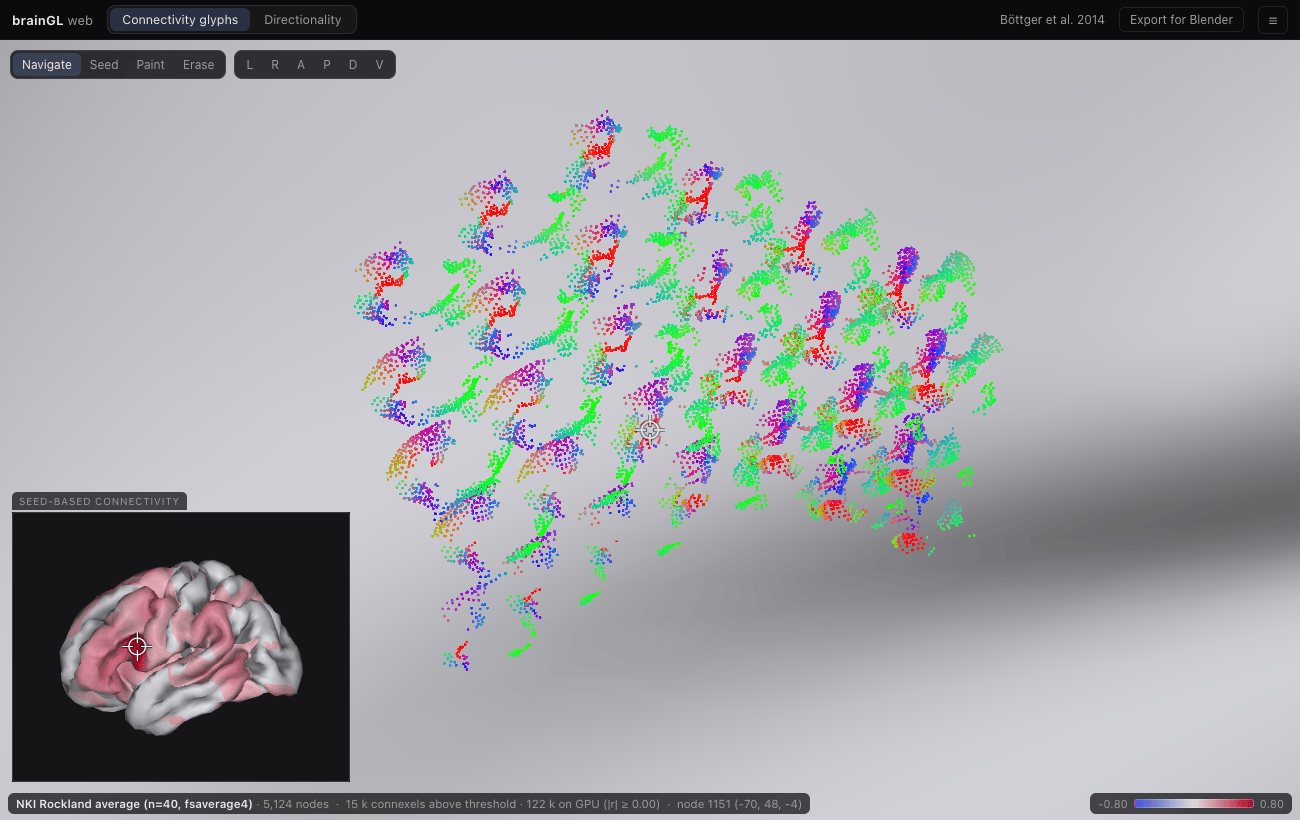 brainGL web Connectivity glyphs Directionality Böttger et al. 2014 Export for Blender ≡
Navigate Seed Paint Erase L R A P D V
SEED-BASED CONNECTIVITY
NKI Rockland average (n=40, fsaverage4) · 5,124 nodes · 15 k connexels above threshold · 122 k on GPU (|r| ≥ 0.00) · node 1151 (-70, 48, -4) -0.80 0.80